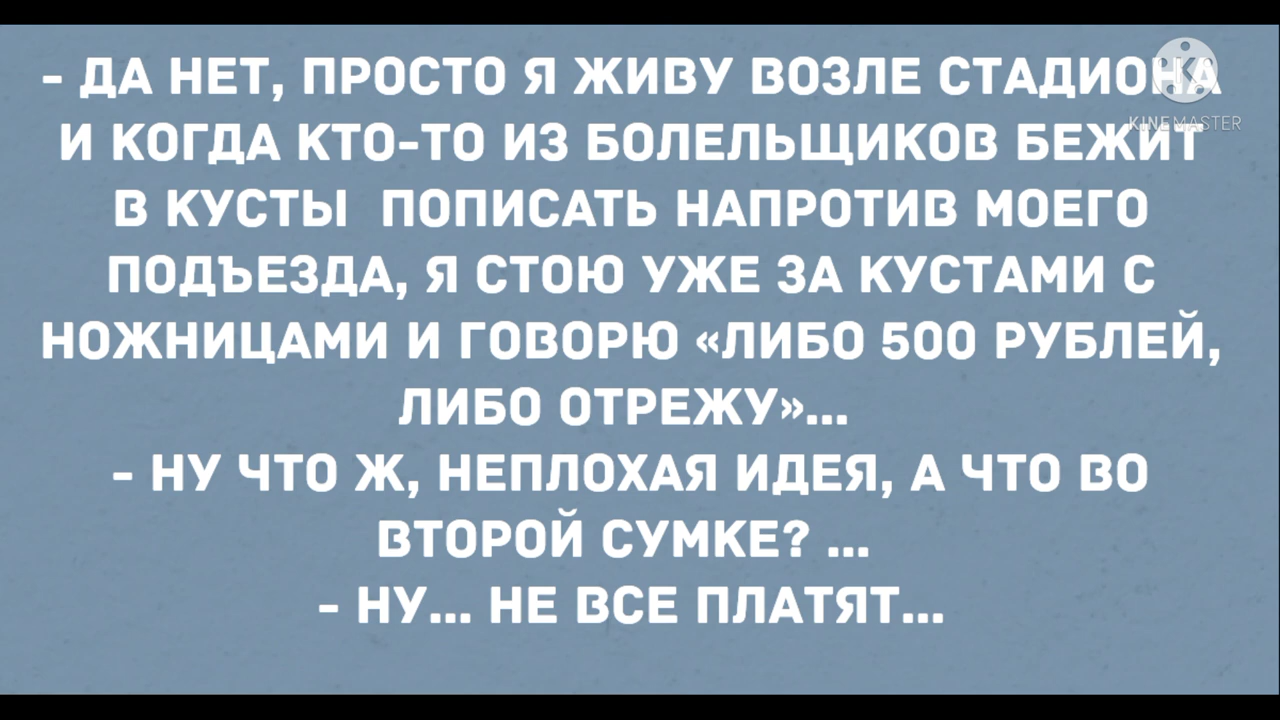 - ДА НЕТ, ПРОСТО Я ЖИВУ ВОЗЛЕ СТАДИОНА
KINEMASTER
И КОГДА КТО-ТО ИЗ БОЛЕЛЬЩИКОВ БЕЖИТ
В КУСТЫ ПОПИСАТЬ НАПРОТИВ МОЕГО
ПОДЪЕЗДА, Я СТОЮ УЖЕ ЗА КУСТАМИ С
НОЖНИЦАМИ И ГОВОРЮ «ЛИБО 500 РУБЛЕЙ,
ЛИБО ОТРЕЖУ»...
- НУ ЧТО Ж, НЕПЛОХАЯ ИДЕЯ, А ЧТО ВО
ВТОРОЙ СУМКЕ? ...
- НУ... НЕ ВСЕ ПЛАТЯТ...